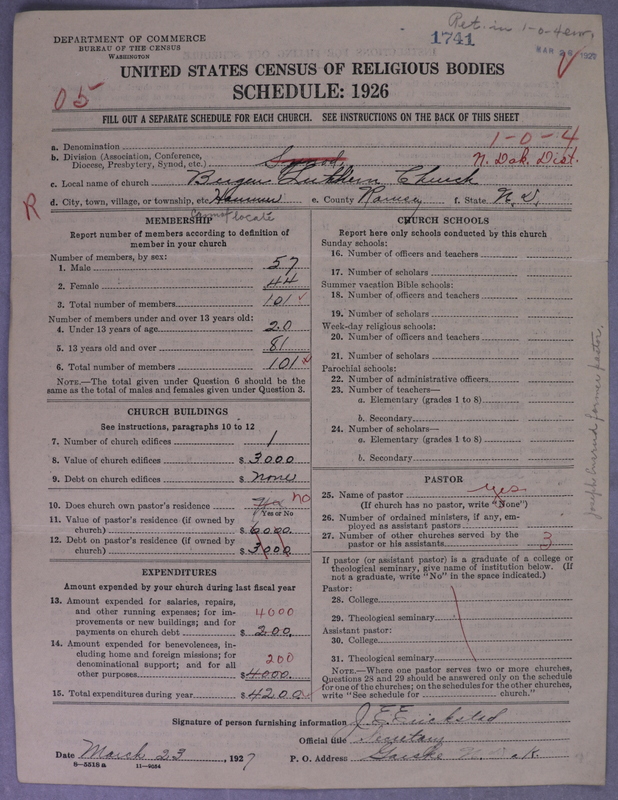 Ret. in 1-0-4 env.
1741
MAR 26 1927
DEPARTMENT OF COMMERCE
BUREAU OF THE CENSUS
WASHINGTON
UNITED STATES CENSUS OF RELIGIOUS BODIES
SCHEDULE: 1926
05
FILL OUT A SEPARATE SCHEDULE FOR EACH CHURCH. SEE INSTRUCTIONS ON THE BACK OF THIS SHEET
a. Denomination 1-0-4
b. Division (Association, Conference, Diocese, Presbytery, Synod, etc.) Synod N. Dak. Dist.
c. Local name of church Bergen Luthern Church
R
d. City, town, village, or township, etc. e. County Ramsey f. State N. D.
Cannot locate
MEMBERSHIP
Report number of members according to definition of member in your church
Number of members, by sex:
1. Male 57
2. Female 44
3. Total number of members 101
Number of members under and over 13 years old:
4. Under 13 years of age 20
5. 13 years old and over 81
6. Total number of members 101
NOTE.—The total given under Question 6 should be the same as the total of males and females given under Question 3.
CHURCH BUILDINGS
See instructions, paragraphs 10 to 12
7. Number of church edifices 1
8. Value of church edifices $ 3000
9. Debt on church edifices $ None
10. Does church own pastor's residence no
Yes or No
11. Value of pastor's residence (if owned by church) $ 6000
12. Debt on pastor's residence (if owned by church) $ 3000
EXPENDITURES
Amount expended by your church during last fiscal year
13. Amount expended for salaries, repairs, and other running expenses; for improvements or new buildings; and for payments on church debt 4000 $ 200.
14. Amount expended for benevolences, including home and foreign missions; for denominational support; and for all other purposes 200 $ 4000.
15. Total expenditures during year $ 4200
CHURCH SCHOOLS
Report here only schools conducted by this church
Sunday schools:
16. Number of officers and teachers
17. Number of scholars
Summer vacation Bible schools:
18. Number of officers and teachers
19. Number of scholars
Week-day religious schools:
20. Number of officers and teachers
21. Number of scholars
Parochial schools:
22. Number of administrative officers
23. Number of teachers—
a. Elementary (grades 1 to 8)
b. Secondary
24. Number of scholars—
a. Elementary (grades 1 to 8)
b. Secondary
PASTOR
25. Name of pastor yes
(If church has no pastor, write "None")
26. Number of ordained ministers, if any, employed as assistant pastors
27. Number of other churches served by the pastor or his assistants 3
If pastor (or assistant pastor) is a graduate of a college or theological seminary, give name of institution below. (If not a graduate, write "No" in the space indicated.)
Pastor:
28. College
29. Theological seminary
Assistant pastor:
30. College
31. Theological seminary
NOTE.—Where one pastor serves two or more churches, Questions 28 and 29 should be answered only on the schedule for one of the churches; on the schedules for the other churches, write "See schedule for church."
former pastor.
Signature of person furnishing information
Official title Secretary
Date March 23, 1927 P. O. Address
8—5518a 11—9034